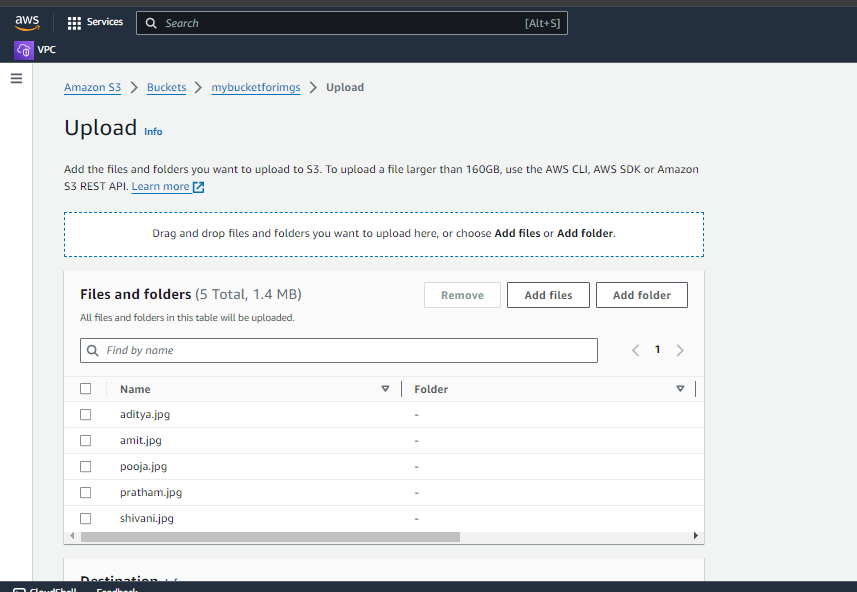 aws
Services
Search
[Alt+S]
VPC
Amazon S3 > Buckets > mybucketforimgs > Upload
Upload Info
Add the files and folders you want to upload to S3. To upload a file larger than 160GB, use the AWS CLI, AWS SDK or Amazon
S3 REST API. Learn more
Drag and drop files and folders you want to upload here, or choose Add files or Add folder.
Files and folders (5 Total, 1.4 MB)
Remove
Add files
Add folder
All files and folders in this table will be uploaded.
Find by name
1
Name
Folder
aditya.jpg -
amit.jpg -
pooja.jpg -
pratham.jpg -
shivani.jpg -
Destination Info
CloudShell
Feedback